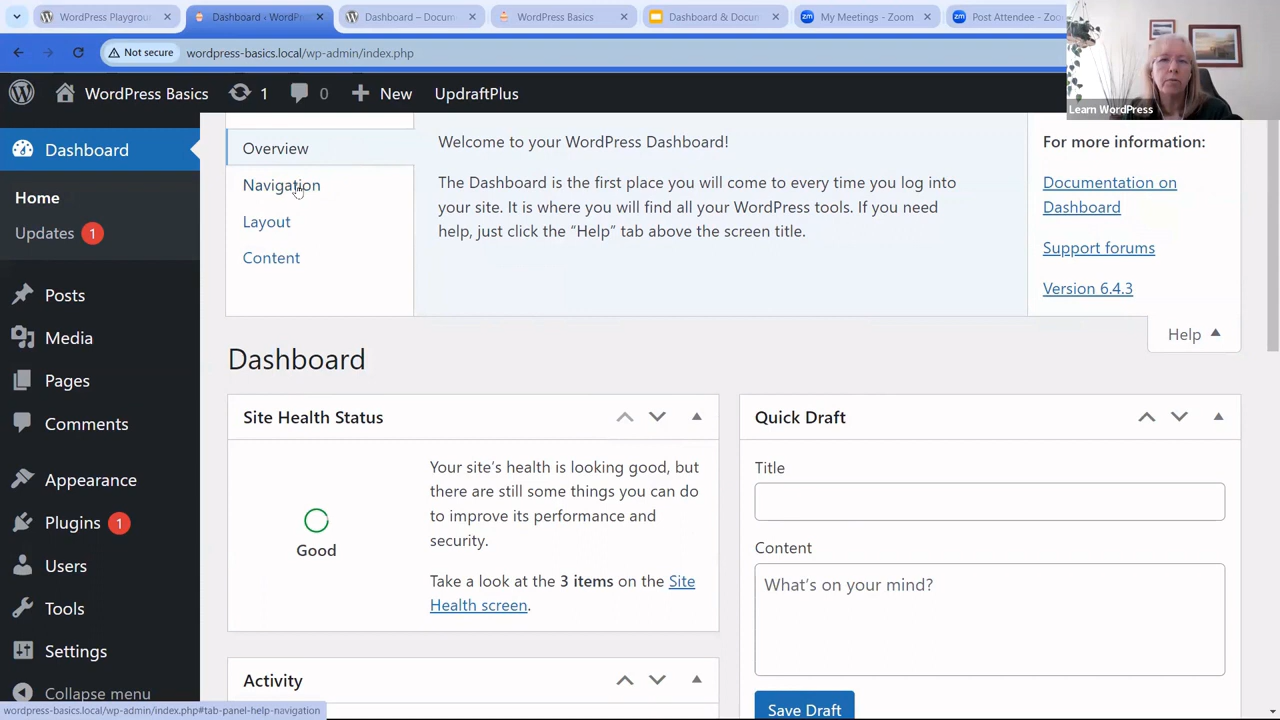 WordPress Playgrou
Dashboard ‹ WordPr
Dashboard – Docum
WordPress Basics
Dashboard & Docum
My Meetings - Zoom
Post Attendee - Zoo
Not secure
wordpress-basics.local/wp-admin/index.php
WordPress Basics
1
0
New
UpdraftPlus
Learn WordPress
Dashboard
Home
Updates 1
Posts
Media
Pages
Comments
Appearance
Plugins 1
Users
Tools
Settings
Collapse menu
Overview
Navigation
Layout
Content
Welcome to your WordPress Dashboard!
The Dashboard is the first place you will come to every time you log into
your site. It is where you will find all your WordPress tools. If you need
help, just click the “Help” tab above the screen title.
For more information:
Documentation on
Dashboard
Support forums
Version 6.4.3
Help
Dashboard
Site Health Status
Good
Your site’s health is looking good, but
there are still some things you can do
to improve its performance and
security.
Take a look at the 3 items on the Site
Health screen.
Activity
Quick Draft
Title
Content
What’s on your mind?
Save Draft
wordpress-basics.local/wp-admin/index.php#tab-panel-help-navigation